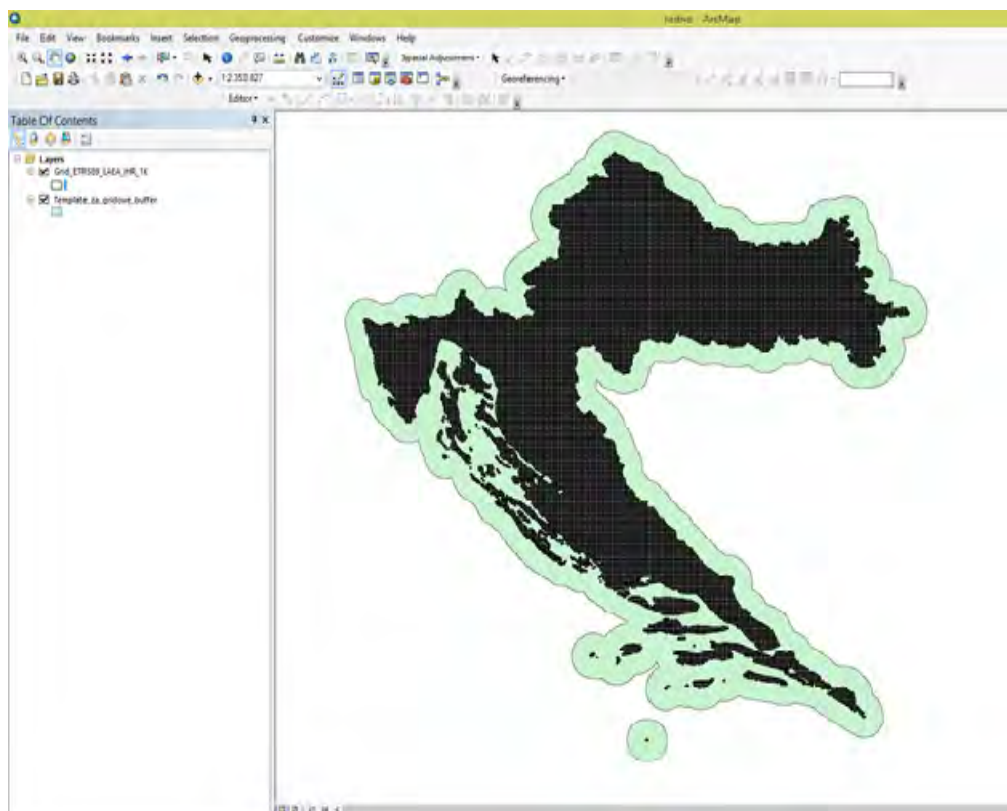 ArcMap
File Edit View Bookmarks Insert Selection Geoprocessing Customize Windows Help
Spatial Adjustment
Georeferencing
Editor
Table Of Contents
Layers
Grid_ETRS89_LAEA_HR_1K
Template_za_gridove_buffer